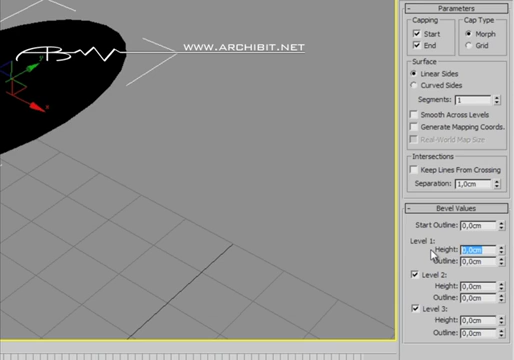 WWW.ARCHIBIT.NET
- Parameters
Capping
Cap Type
Start
Morph
End
Grid
Surface
Linear Sides
Curved Sides
Segments: 1
Smooth Across Levels
Generate Mapping Coords.
Real-World Map Size
Intersections
Keep Lines From Crossing
Separation: 1,0cm
- Bevel Values
Start Outline: 0,0cm
Level 1:
Height: 0,0cm
Outline: 0,0cm
Level 2:
Height: 0,0cm
Outline: 0,0cm
Level 3:
Height: 0,0cm
Outline: 0,0cm
x
y